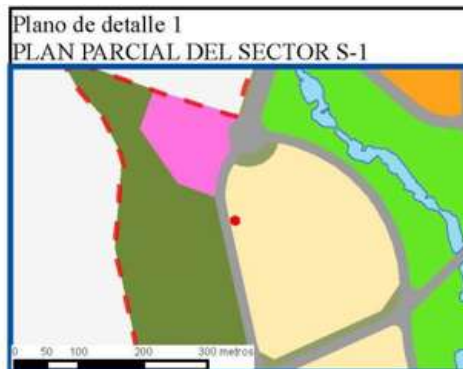 Plano de detalle 1
PLAN PARCIAL DEL SECTOR S-1
0 50 100 200 300 metros